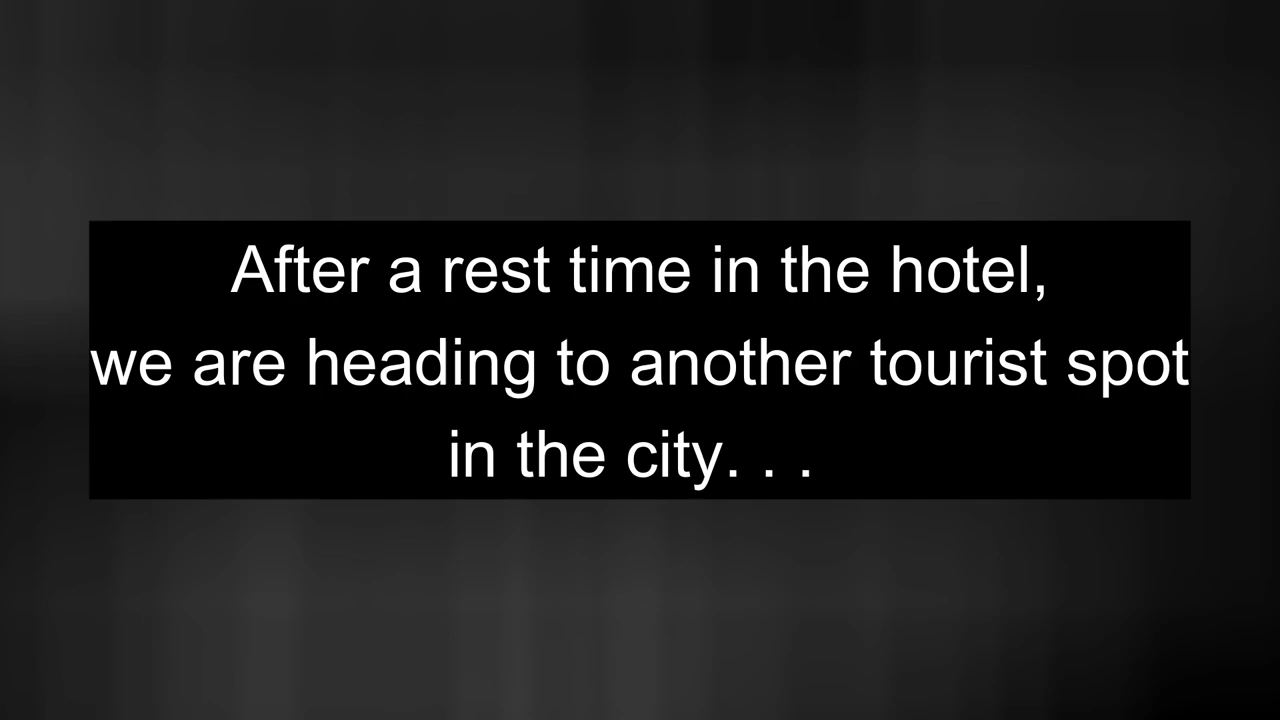 After a rest time in the hotel,
we are heading to another tourist spot
in the city. . .